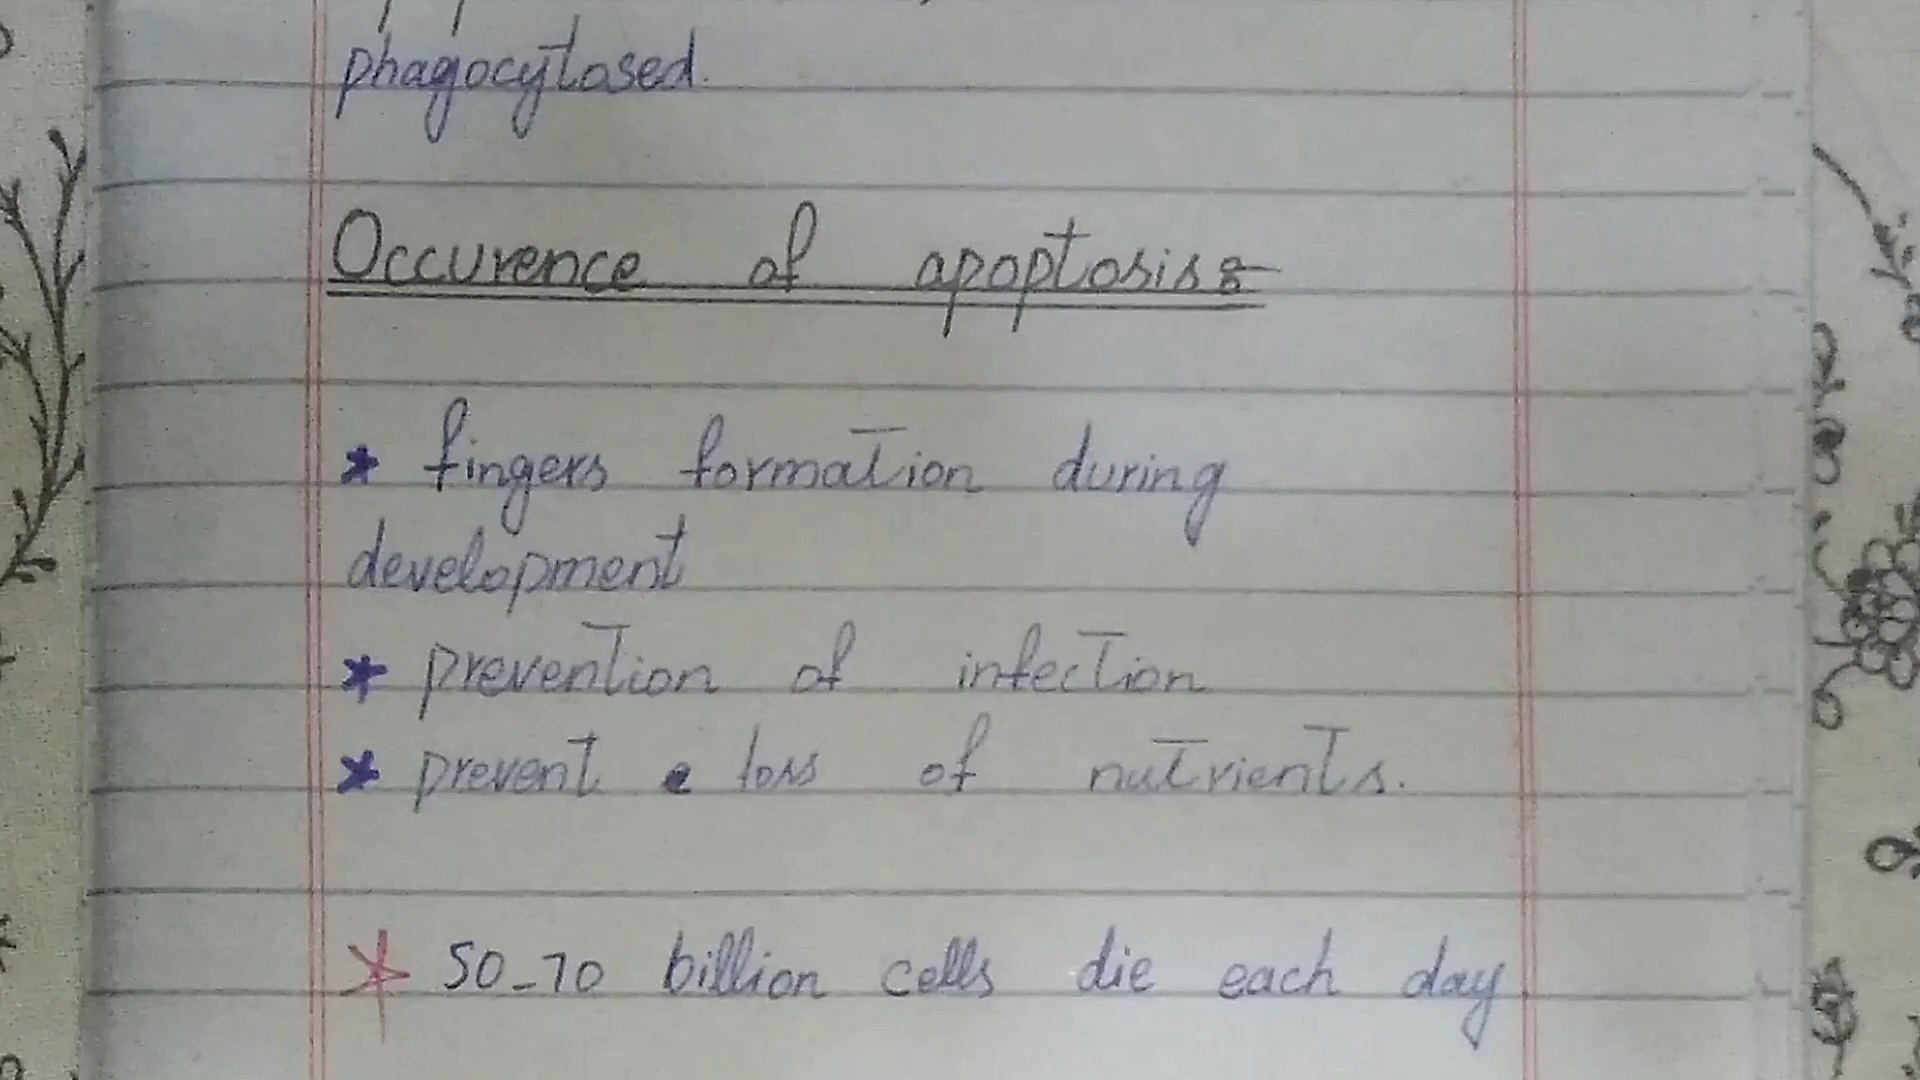 phagocytosed.
Occurence of apoptosis:-
* fingers formation during
development
* prevention of infection
* prevent loss of nutrients.
* 50-70 billion cells die each day